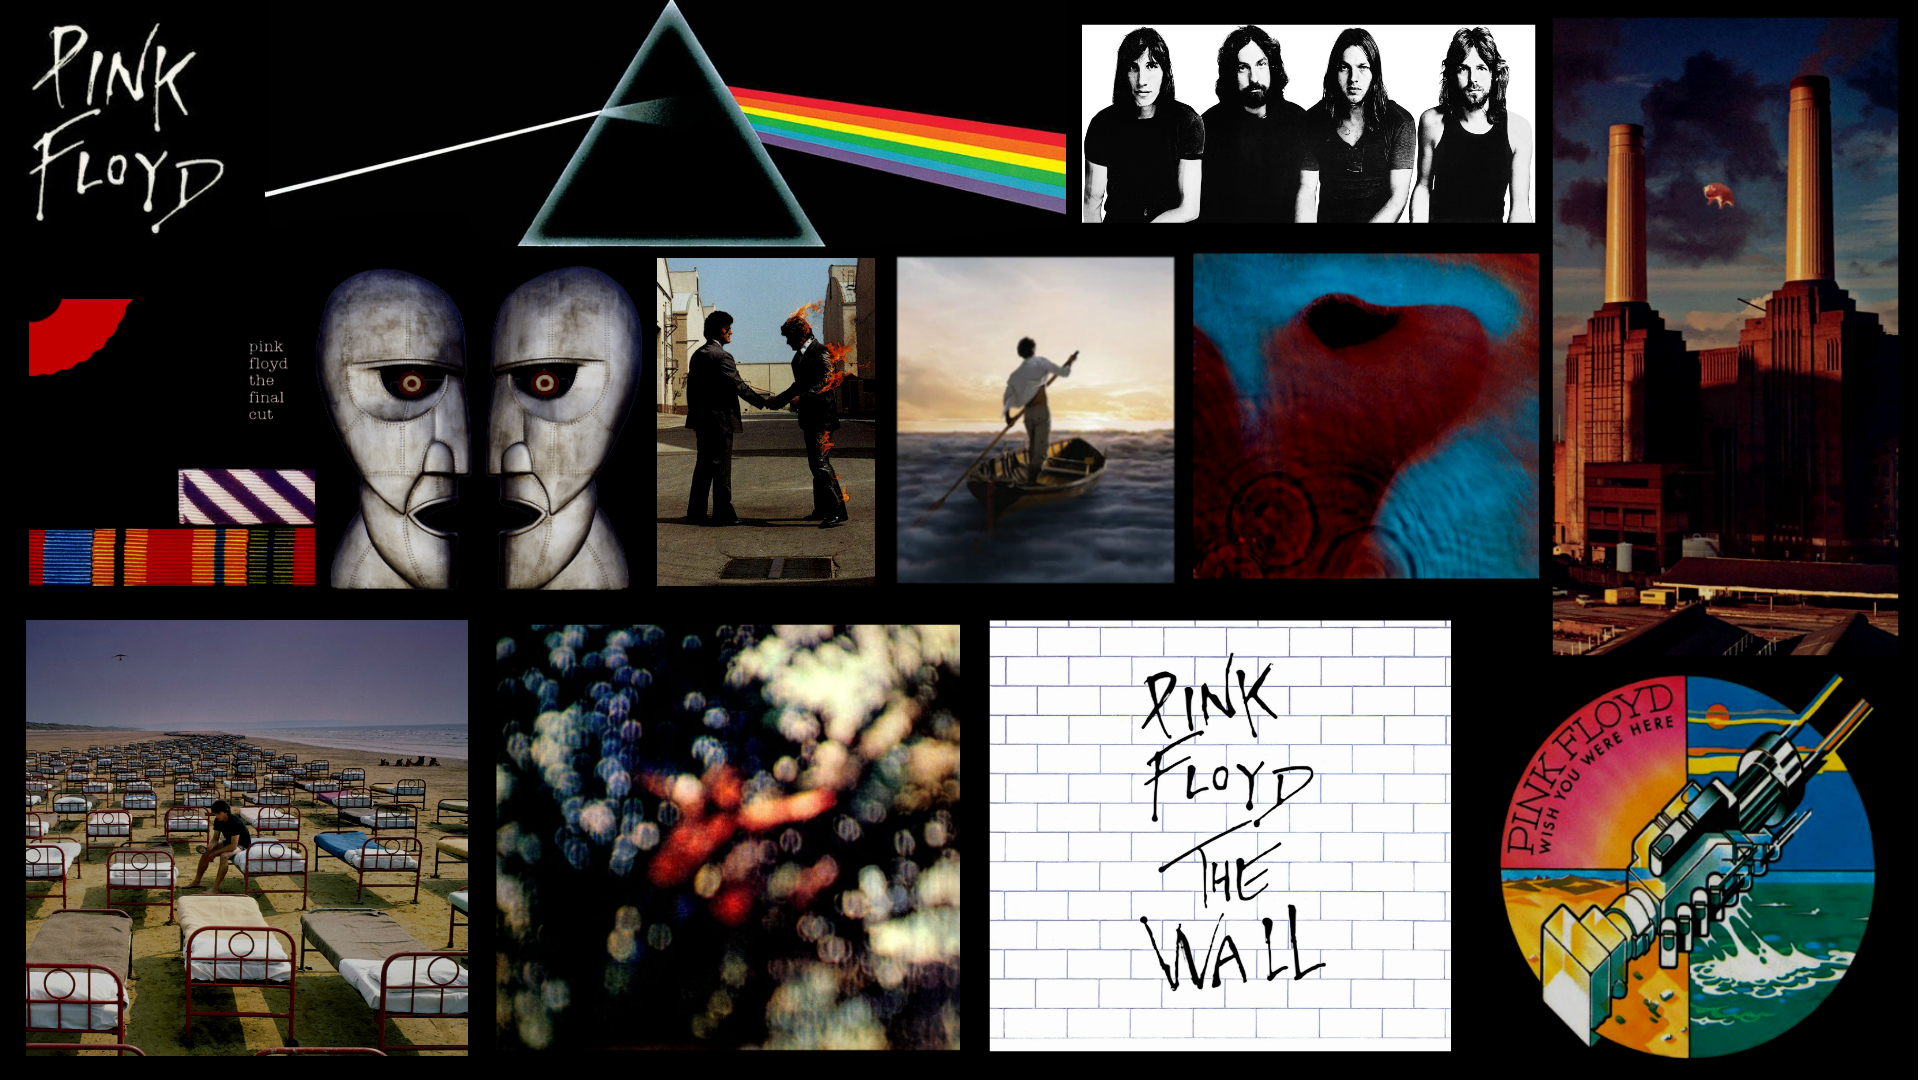 PINK
FLOYD
pink
floyd
the
final
cut
PINK
FLOYD
THE
WALL
PINK FLOYD
WISH YOU WERE HERE